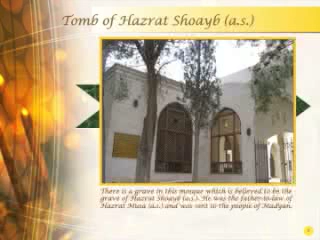 Tomb of Hazrat Shoayb (a.s.)
There is a grave in this mosque which is believed to be the
grave of Hazrat Shoayb (a.s.). He was the father-in-law of
Hazrat Musa (a.s.) and was sent to the people of Madyan.